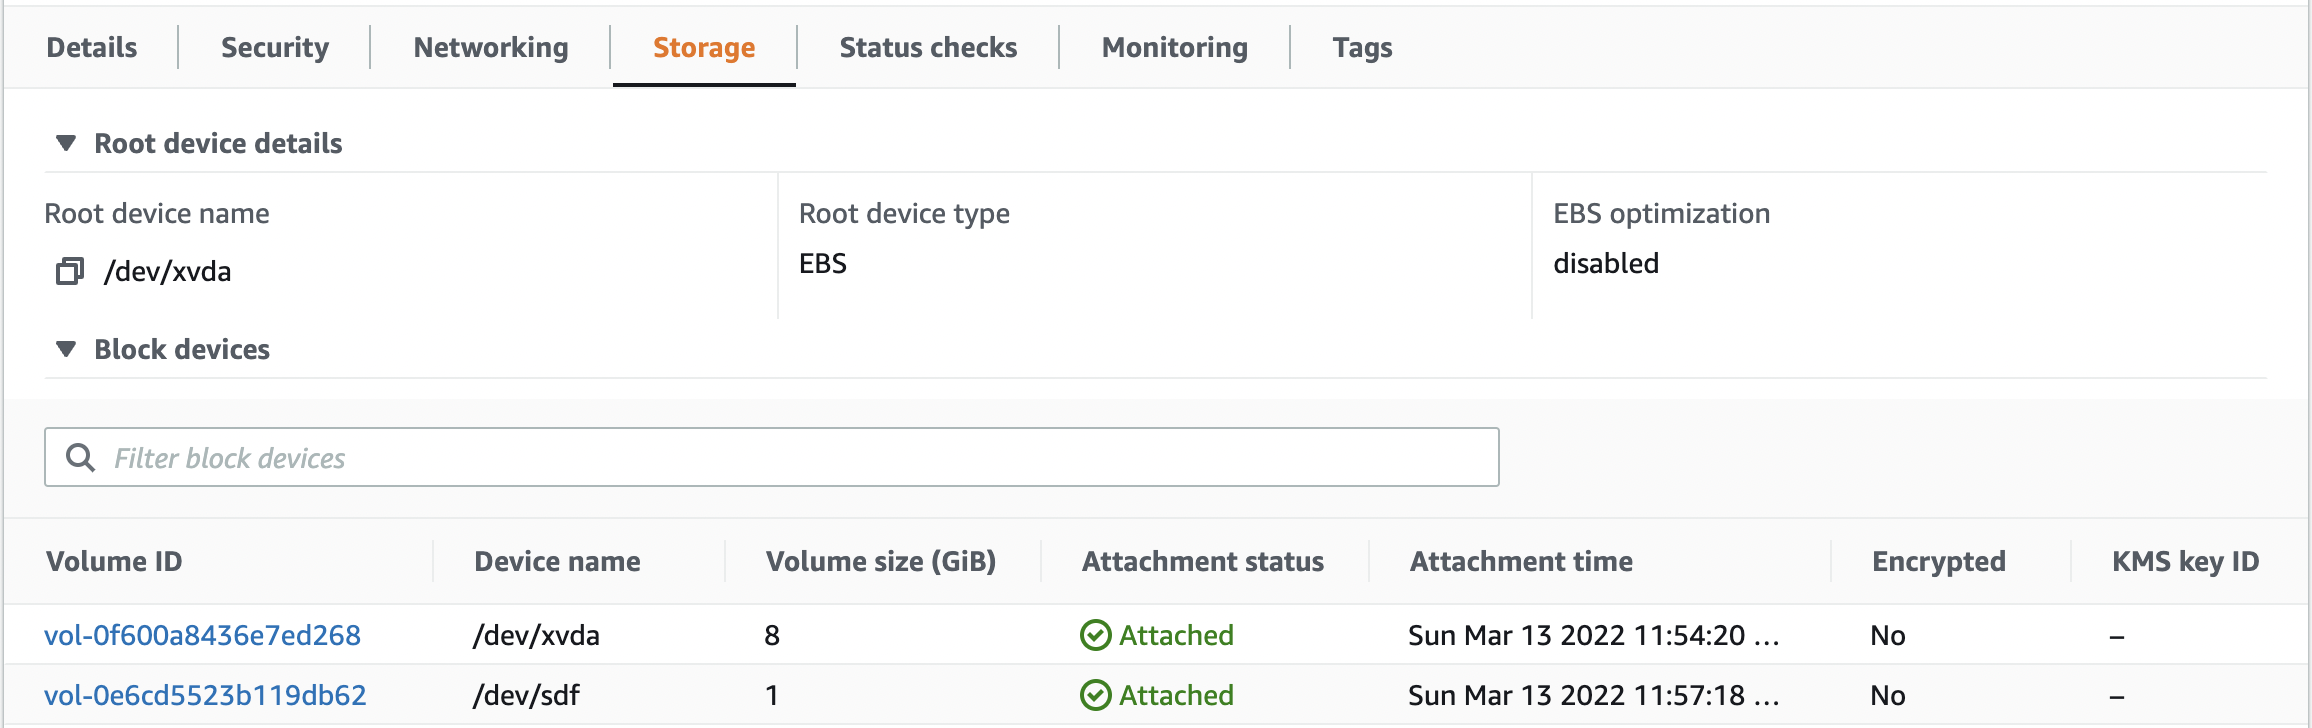 Details Security Networking Storage Status checks Monitoring Tags
Root device details
Root device name Root device type EBS optimization
/dev/xvda EBS disabled
Block devices
Filter block devices
Volume ID Device name Volume size (GiB) Attachment status Attachment time Encrypted KMS key ID
vol-0f600a8436e7ed268 /dev/xvda 8 Attached Sun Mar 13 2022 11:54:20 ... No –
vol-0e6cd5523b119db62 /dev/sdf 1 Attached Sun Mar 13 2022 11:57:18 ... No –